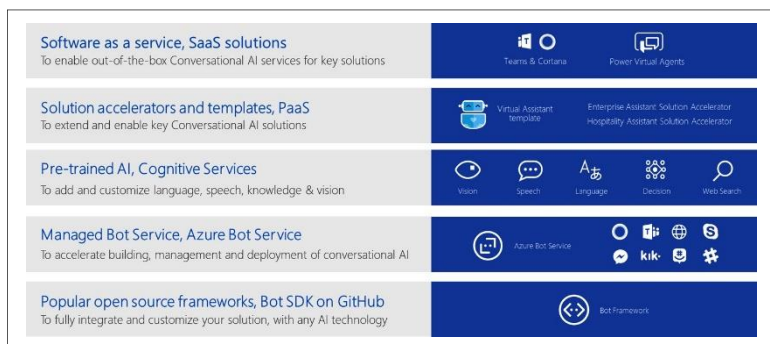 Software as a service, SaaS solutions
To enable out-of-the-box Conversational AI services for key solutions
Teams & Cortana
Power Virtual Agents
Solution accelerators and templates, PaaS
To extend and enable key Conversational AI solutions
Virtual Assistant
template
Enterprise Assistant Solution Accelerator
Hospitality Assistant Solution Accelerator
Pre-trained AI, Cognitive Services
To add and customize language, speech, knowledge & vision
Vision
Speech
Language
Decision
Web Search
Managed Bot Service, Azure Bot Service
To accelerate building, management and deployment of conversational AI
Azure Bot Service
kik·
Popular open source frameworks, Bot SDK on GitHub
To fully integrate and customize your solution, with any AI technology
Bot Framework